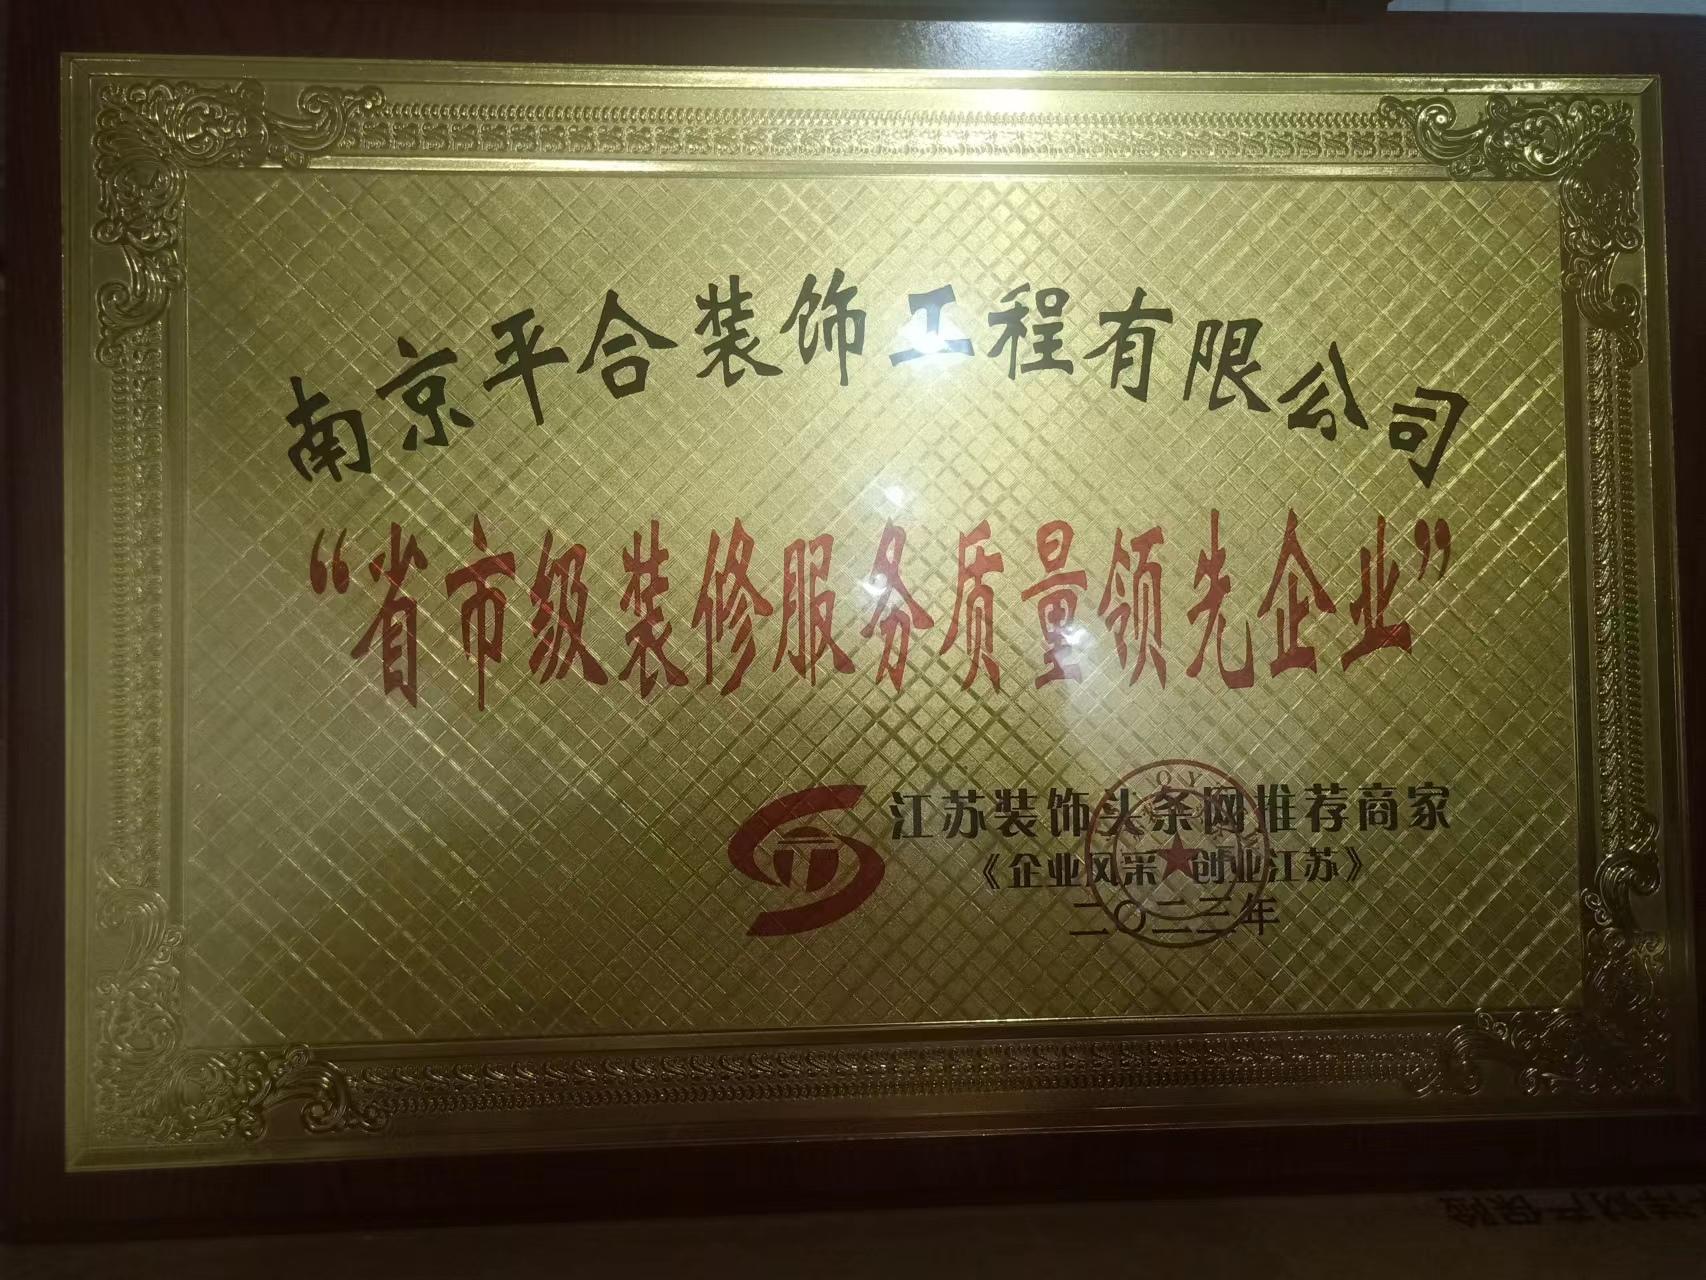 南京平合装饰工程有限公司
“省市级装修服务质量领先企业”
江苏装饰头条网推荐商家
《企业风采 创业江苏》
二〇二三年